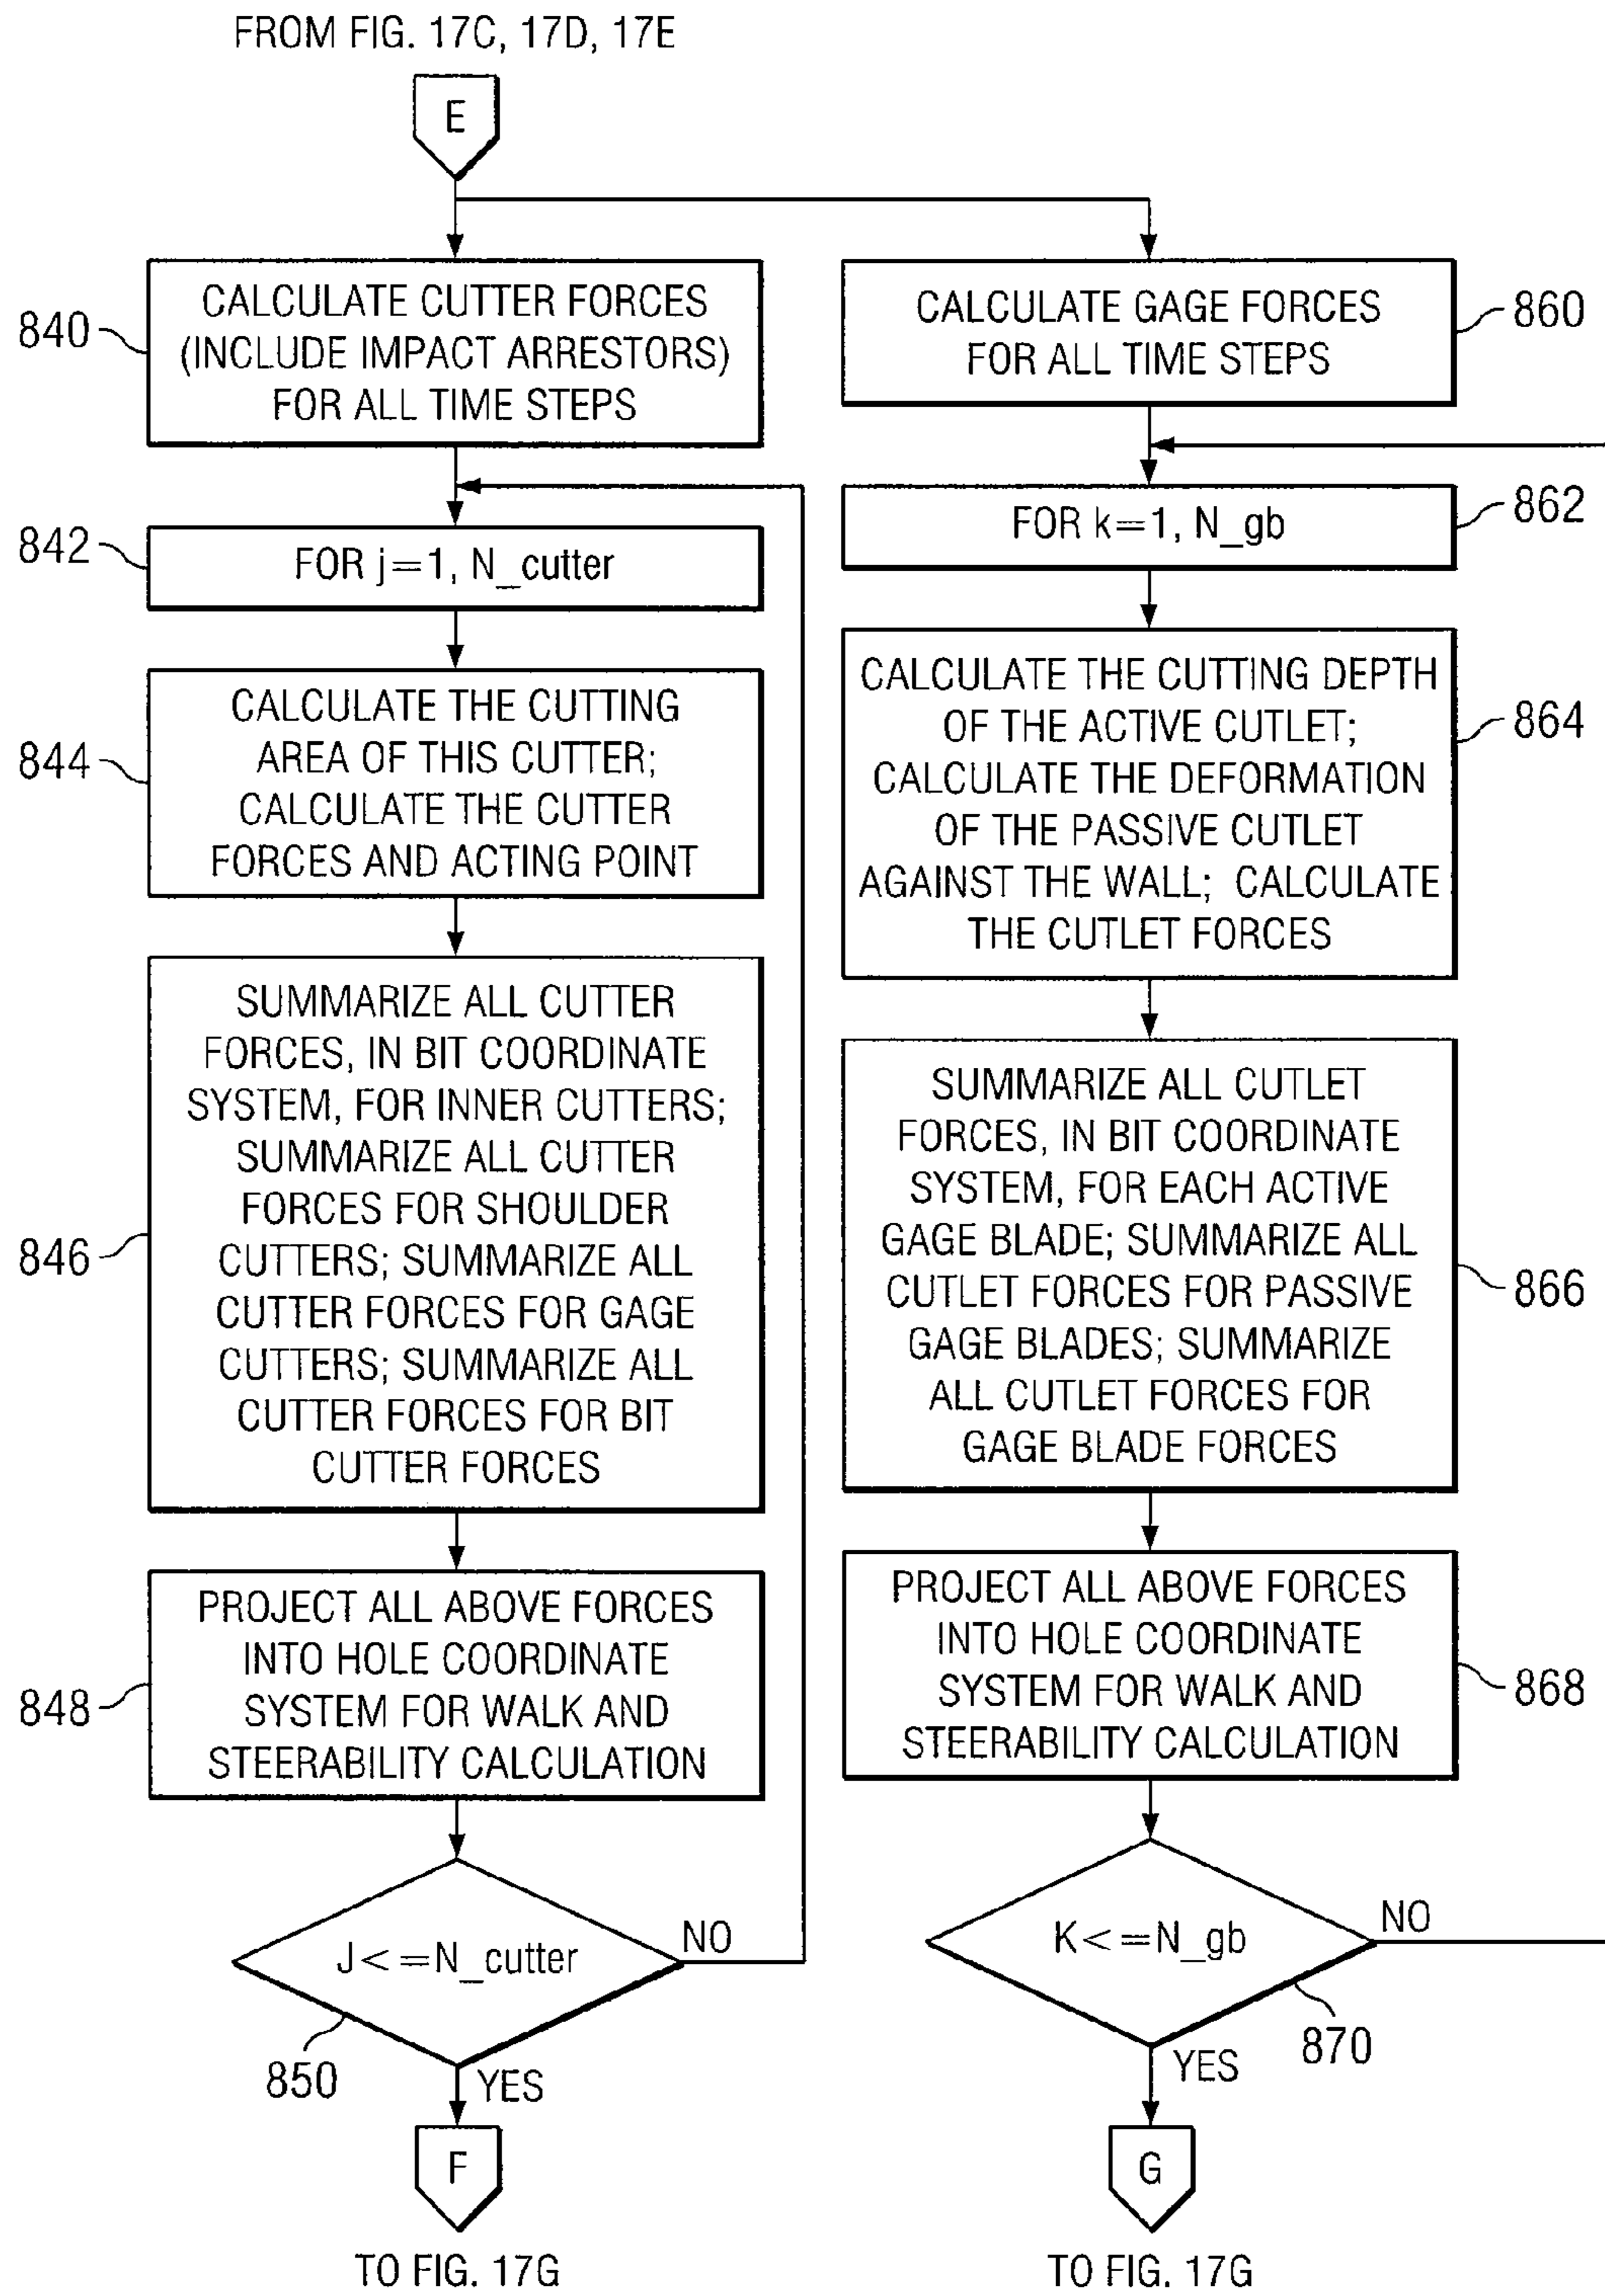 FROM FIG. 17C, 17D, 17E
E
840
CALCULATE CUTTER FORCES
(INCLUDE IMPACT ARRESTORS)
FOR ALL TIME STEPS
842
FOR j=1, N_cutter
844
CALCULATE THE CUTTING
AREA OF THIS CUTTER;
CALCULATE THE CUTTER
FORCES AND ACTING POINT
846
SUMMARIZE ALL CUTTER
FORCES, IN BIT COORDINATE
SYSTEM, FOR INNER CUTTERS;
SUMMARIZE ALL CUTTER
FORCES FOR SHOULDER
CUTTERS; SUMMARIZE ALL
CUTTER FORCES FOR GAGE
CUTTERS; SUMMARIZE ALL
CUTTER FORCES FOR BIT
CUTTER FORCES
848
PROJECT ALL ABOVE FORCES
INTO HOLE COORDINATE
SYSTEM FOR WALK AND
STEERABILITY CALCULATION
J<=N_cutter
NO
850
YES
F
TO FIG. 17G
CALCULATE GAGE FORCES
FOR ALL TIME STEPS
860
FOR k=1, N_gb
862
CALCULATE THE CUTTING DEPTH
OF THE ACTIVE CUTLET;
CALCULATE THE DEFORMATION
OF THE PASSIVE CUTLET
AGAINST THE WALL; CALCULATE
THE CUTLET FORCES
864
SUMMARIZE ALL CUTLET
FORCES, IN BIT COORDINATE
SYSTEM, FOR EACH ACTIVE
GAGE BLADE; SUMMARIZE ALL
CUTLET FORCES FOR PASSIVE
GAGE BLADES; SUMMARIZE
ALL CUTLET FORCES FOR
GAGE BLADE FORCES
866
PROJECT ALL ABOVE FORCES
INTO HOLE COORDINATE
SYSTEM FOR WALK AND
STEERABILITY CALCULATION
868
K<=N_gb
NO
870
YES
G
TO FIG. 17G